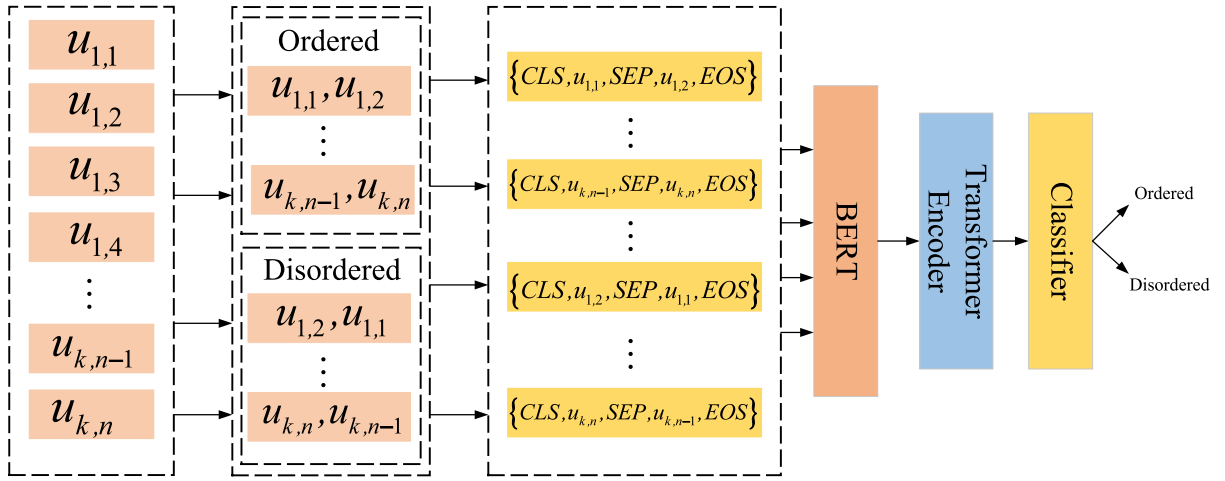 u1,1
u1,2
u1,3
u1,4
⋮
uk,n−1
uk,n
Ordered
u1,1,u1,2
⋮
uk,n−1,uk,n
Disordered
u1,2,u1,1
⋮
uk,n,uk,n−1
{CLS,u1,1,SEP,u1,2,EOS}
⋮
{CLS,uk,n−1,SEP,uk,n,EOS}
⋮
{CLS,u1,2,SEP,u1,1,EOS}
⋮
{CLS,uk,n,SEP,uk,n−1,EOS}
BERT
Transformer
Encoder
Classifier
Ordered
Disordered